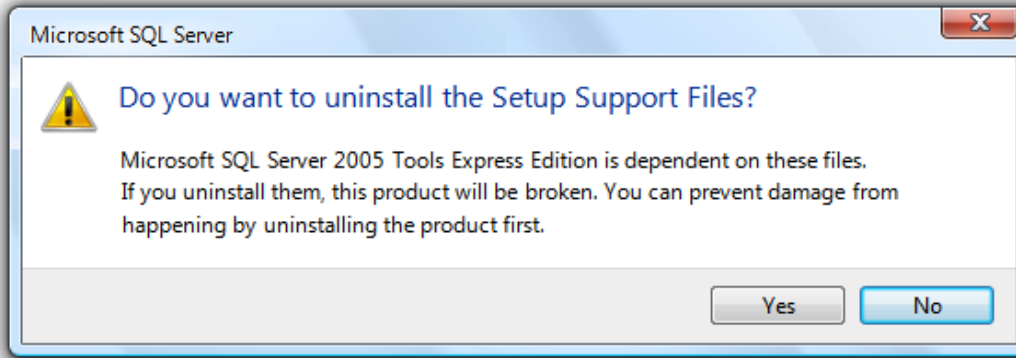 Microsoft SQL Server
Do you want to uninstall the Setup Support Files?
Microsoft SQL Server 2005 Tools Express Edition is dependent on these files.
If you uninstall them, this product will be broken. You can prevent damage from
happening by uninstalling the product first.
Yes No